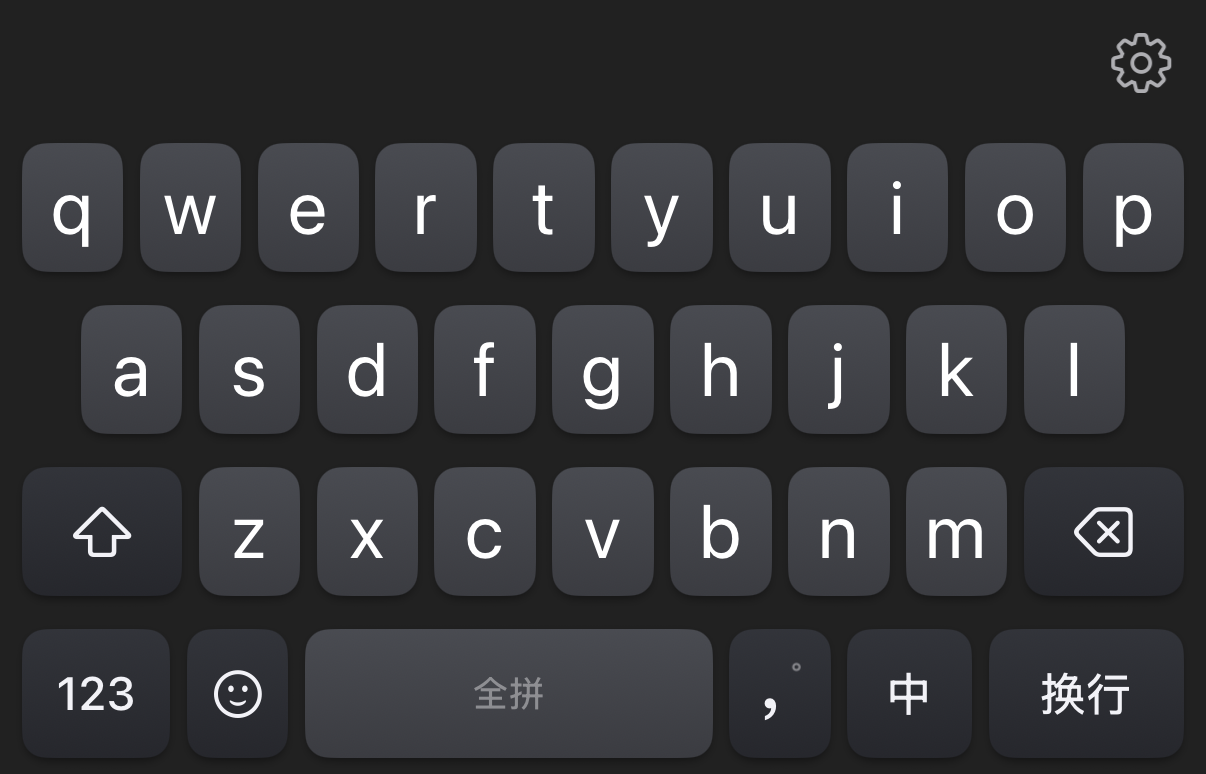 q w e r t y u i o p
a s d f g h j k l
z x c v b n m
123 全拼 ， 。 中 换行